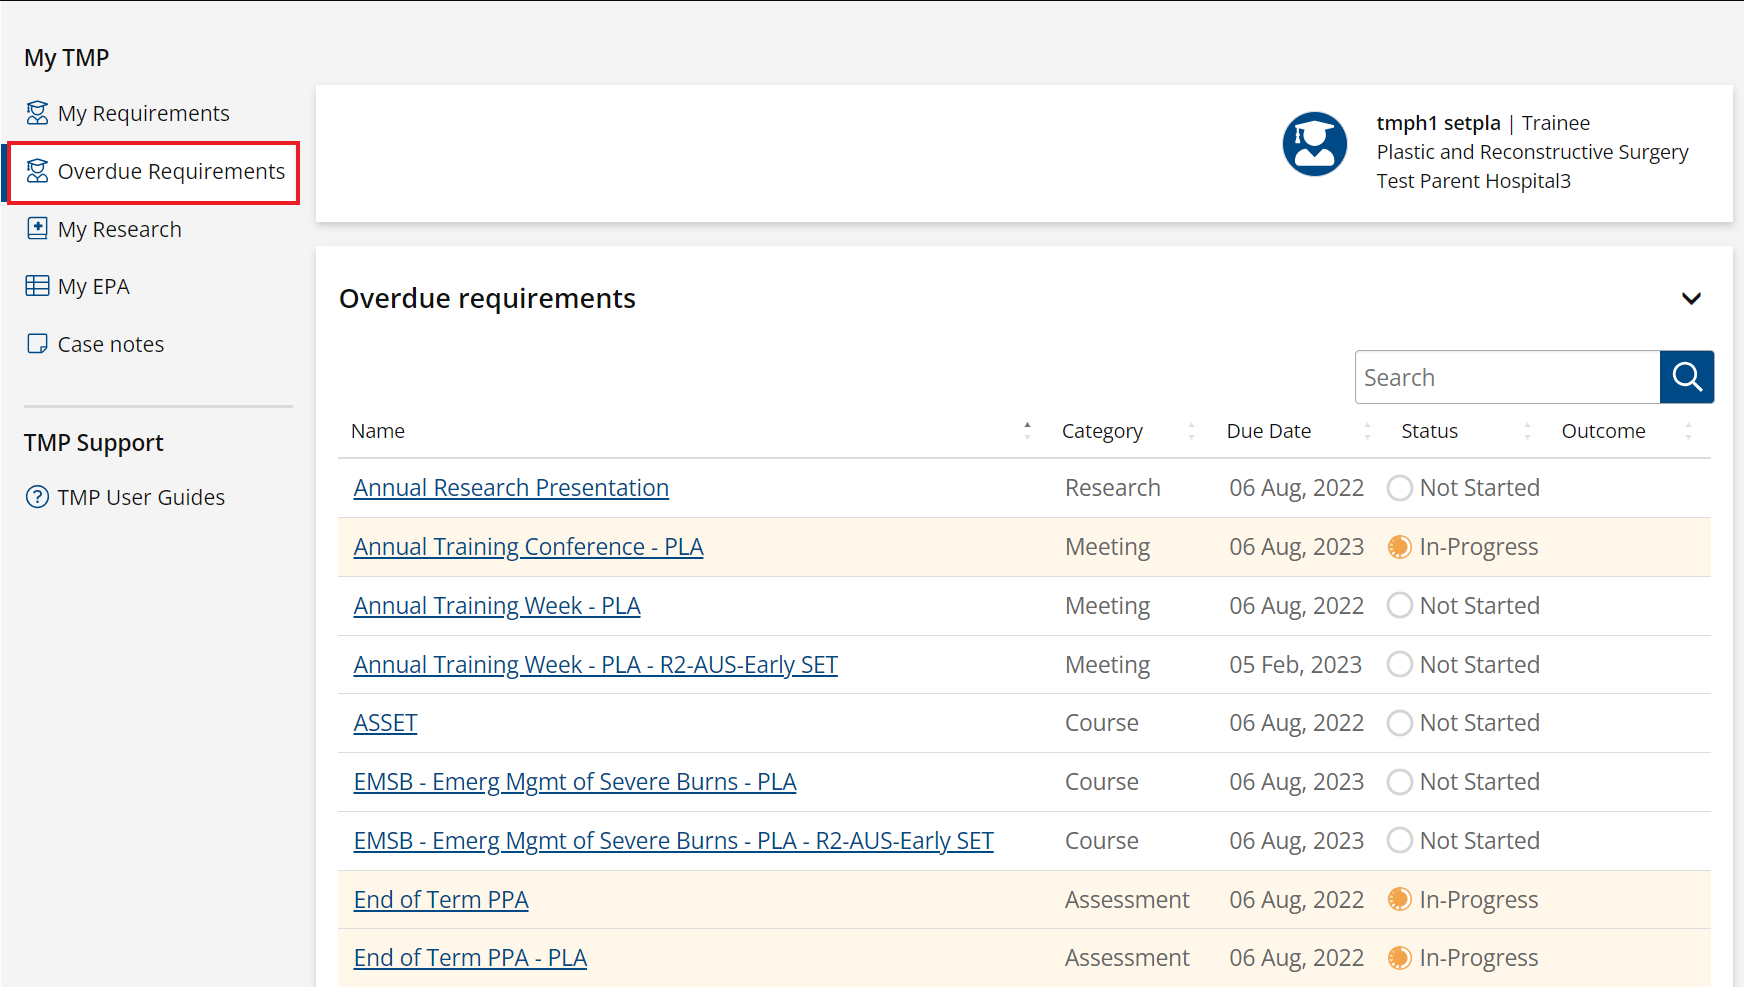 My TMP
My Requirements
Overdue Requirements
My Research
My EPA
Case notes
TMP Support
TMP User Guides
tmph1 setpla | Trainee
Plastic and Reconstructive Surgery
Test Parent Hospital3
Overdue requirements
Search
Name Category Due Date Status Outcome
Annual Research Presentation Research 06 Aug, 2022 Not Started
Annual Training Conference - PLA Meeting 06 Aug, 2023 In-Progress
Annual Training Week - PLA Meeting 06 Aug, 2022 Not Started
Annual Training Week - PLA - R2-AUS-Early SET Meeting 05 Feb, 2023 Not Started
ASSET Course 06 Aug, 2022 Not Started
EMSB - Emerg Mgmt of Severe Burns - PLA Course 06 Aug, 2023 Not Started
EMSB - Emerg Mgmt of Severe Burns - PLA - R2-AUS-Early SET Course 06 Aug, 2023 Not Started
End of Term PPA Assessment 06 Aug, 2022 In-Progress
End of Term PPA - PLA Assessment 06 Aug, 2022 In-Progress